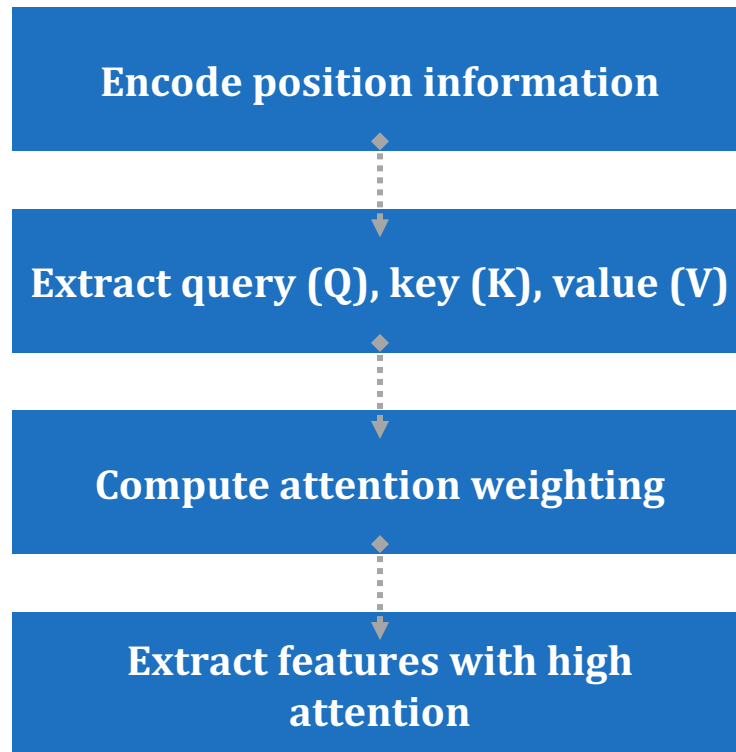 Encode position information
Extract query (Q), key (K), value (V)
Compute attention weighting
Extract features with high
attention